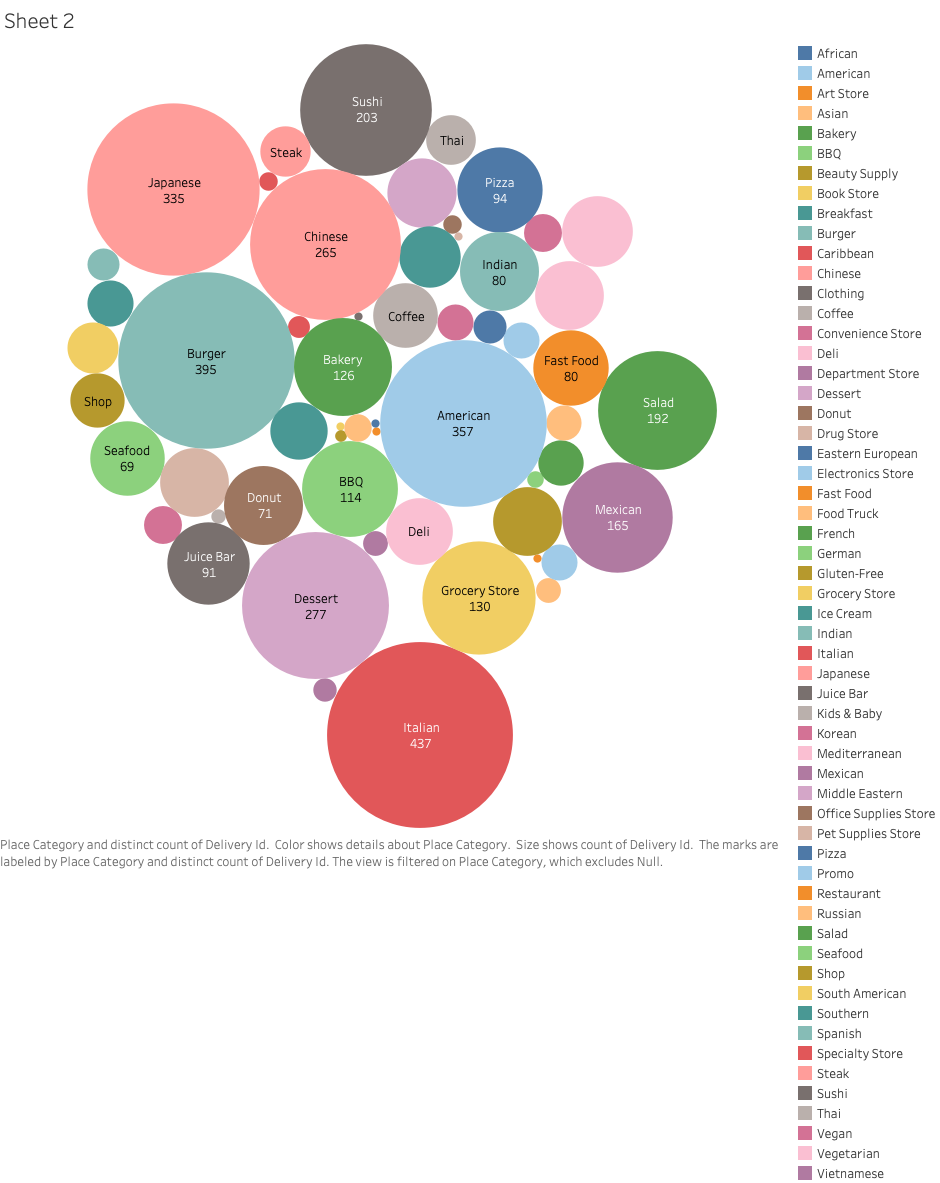 Sheet 2
Sushi
203
Thai
Steak
Japanese
335
Pizza
94
Chinese
265
Indian
80
Coffee
Burger
395
Bakery
126
Fast Food
80
American
357
Salad
192
Shop
Seafood
69
BBQ
114
Donut
71
Mexican
165
Deli
Juice Bar
91
Dessert
277
Grocery Store
130
Italian
437
Place Category and distinct count of Delivery Id.  Color shows details about Place Category.  Size shows count of Delivery Id.  The marks are
labeled by Place Category and distinct count of Delivery Id. The view is filtered on Place Category, which excludes Null.
African
American
Art Store
Asian
Bakery
BBQ
Beauty Supply
Book Store
Breakfast
Burger
Caribbean
Chinese
Clothing
Coffee
Convenience Store
Deli
Department Store
Dessert
Donut
Drug Store
Eastern European
Electronics Store
Fast Food
Food Truck
French
German
Gluten-Free
Grocery Store
Ice Cream
Indian
Italian
Japanese
Juice Bar
Kids & Baby
Korean
Mediterranean
Mexican
Middle Eastern
Office Supplies Store
Pet Supplies Store
Pizza
Promo
Restaurant
Russian
Salad
Seafood
Shop
South American
Southern
Spanish
Specialty Store
Steak
Sushi
Thai
Vegan
Vegetarian
Vietnamese